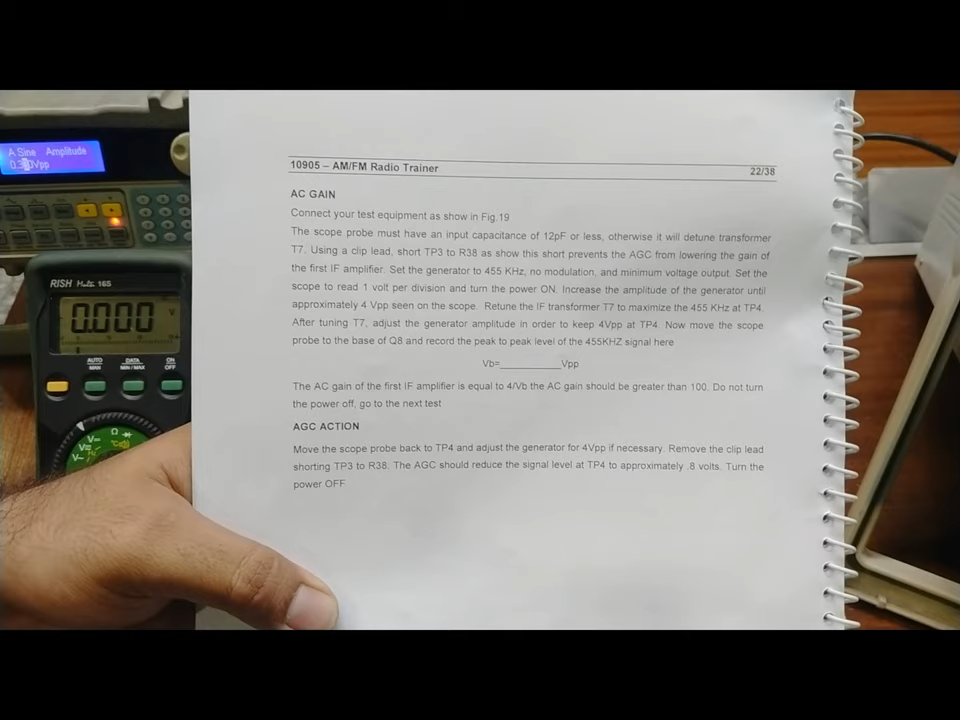 A Sine Amplitude
RISH Multi 16S
0.000 V
AUTO
MAN
DATA
MIN / MAX
ON
OFF
10905 – AM/FM Radio Trainer 22/38
AC GAIN
Connect your test equipment as show in Fig.19
The scope probe must have an input capacitance of 12pF or less, otherwise it will detune transformer
T7. Using a clip lead, short TP3 to R38 as show this short prevents the AGC from lowering the gain of
the first IF amplifier. Set the generator to 455 KHz, no modulation, and minimum voltage output. Set the
scope to read 1 volt per division and turn the power ON. Increase the amplitude of the generator until
approximately 4 Vpp seen on the scope. Retune the IF transformer T7 to maximize the 455 KHz at TP4.
After tuning T7, adjust the generator amplitude in order to keep 4Vpp at TP4. Now move the scope
probe to the base of Q8 and record the peak to peak level of the 455KHZ signal here
Vb=___________Vpp
The AC gain of the first IF amplifier is equal to 4/Vb the AC gain should be greater than 100. Do not turn
the power off, go to the next test
AGC ACTION
Move the scope probe back to TP4 and adjust the generator for 4Vpp if necessary. Remove the clip lead
shorting TP3 to R38. The AGC should reduce the signal level at TP4 to approximately .8 volts. Turn the
power OFF